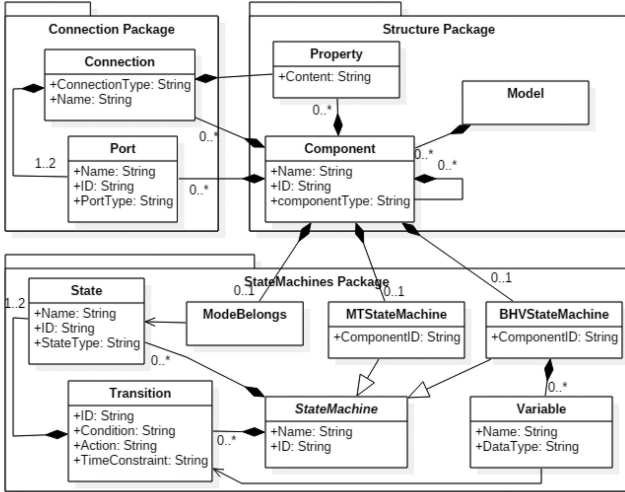 Connection Package
Structure Package
Connection
+ConnectionType: String
+Name: String
Property
+Content: String
Model
0..*
0..*
Port
+Name: String
+ID: String
+PortType: String
1..2
0..*
Component
+Name: String
+ID: String
+componentType: String
0..*
0..*
StateMachines Package
0..1
0..1
0..1
State
+Name: String
+ID: String
+StateType: String
1..2
ModeBelongs
MTStateMachine
+ComponentID: String
BHVStateMachine
+ComponentID: String
0..*
Transition
+ID: String
+Condition: String
+Action: String
+TimeConstraint: String
0..*
StateMachine
+Name: String
+ID: String
0..*
Variable
+Name: String
+DataType: String